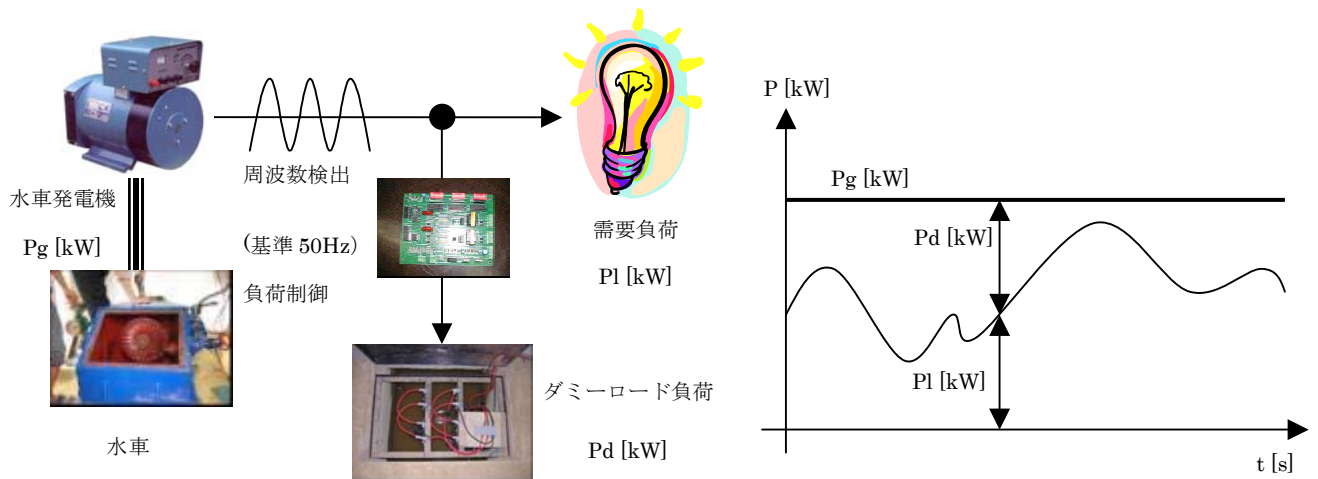 水車発電機
Pg [kW]
水車
周波数検出
(基準 50Hz)
負荷制御
需要負荷
Pl [kW]
ダミーロード負荷
Pd [kW]
P [kW]
Pg [kW]
Pd [kW]
Pl [kW]
t [s]